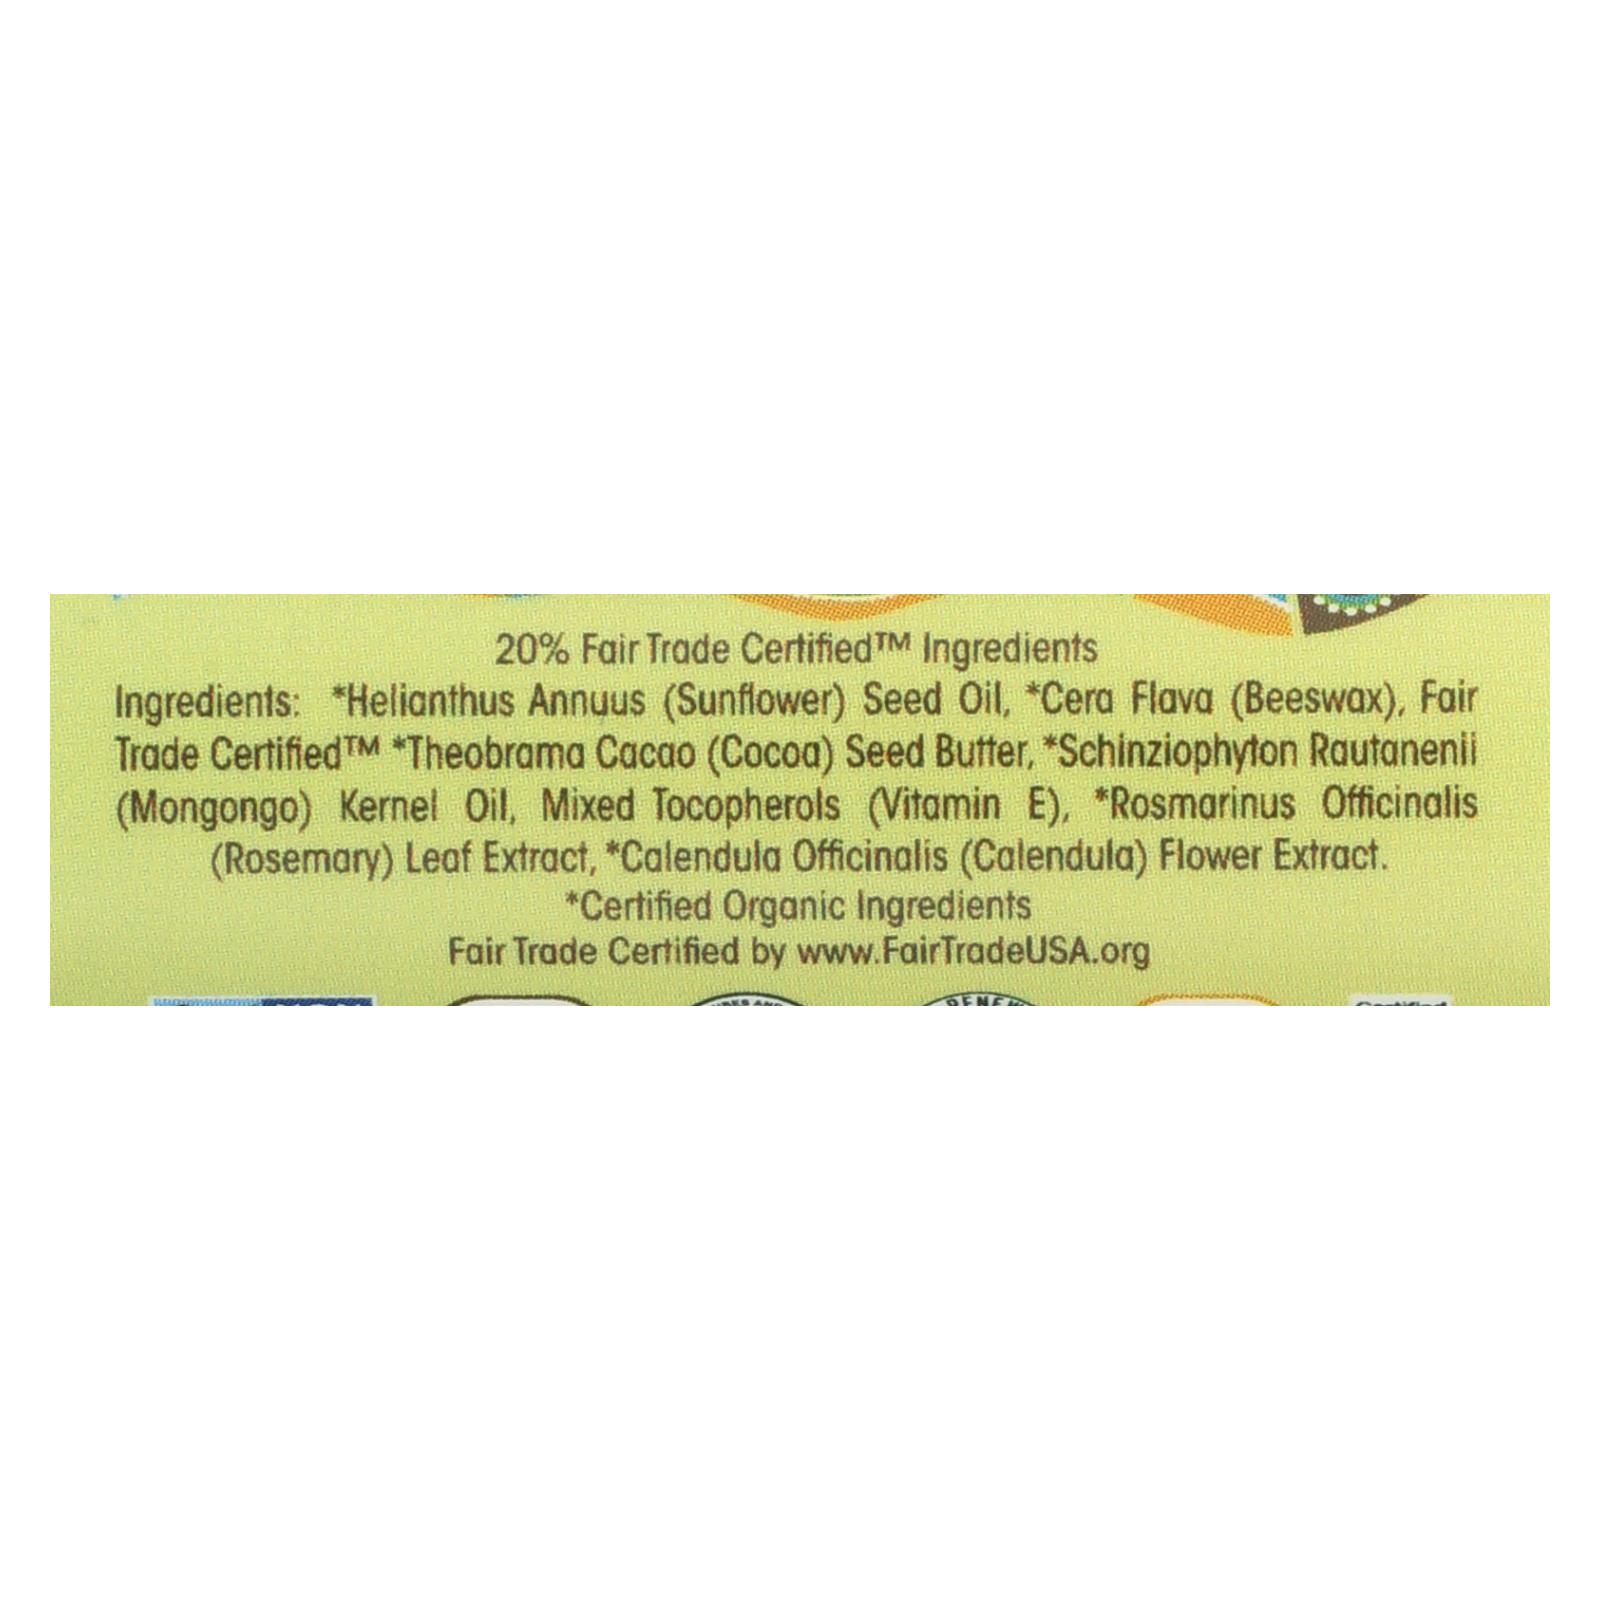 20% Fair Trade Certified™ Ingredients
Ingredients: *Helianthus Annuus (Sunflower) Seed Oil, *Cera Flava (Beeswax), Fair
Trade Certified™ *Theobrama Cacao (Cocoa) Seed Butter, *Schinziophyton Rautanenii
(Mongongo) Kernel Oil, Mixed Tocopherols (Vitamin E), *Rosmarinus Officinalis
(Rosemary) Leaf Extract, *Calendula Officinalis (Calendula) Flower Extract.
*Certified Organic Ingredients
Fair Trade Certified by www.FairTradeUSA.org